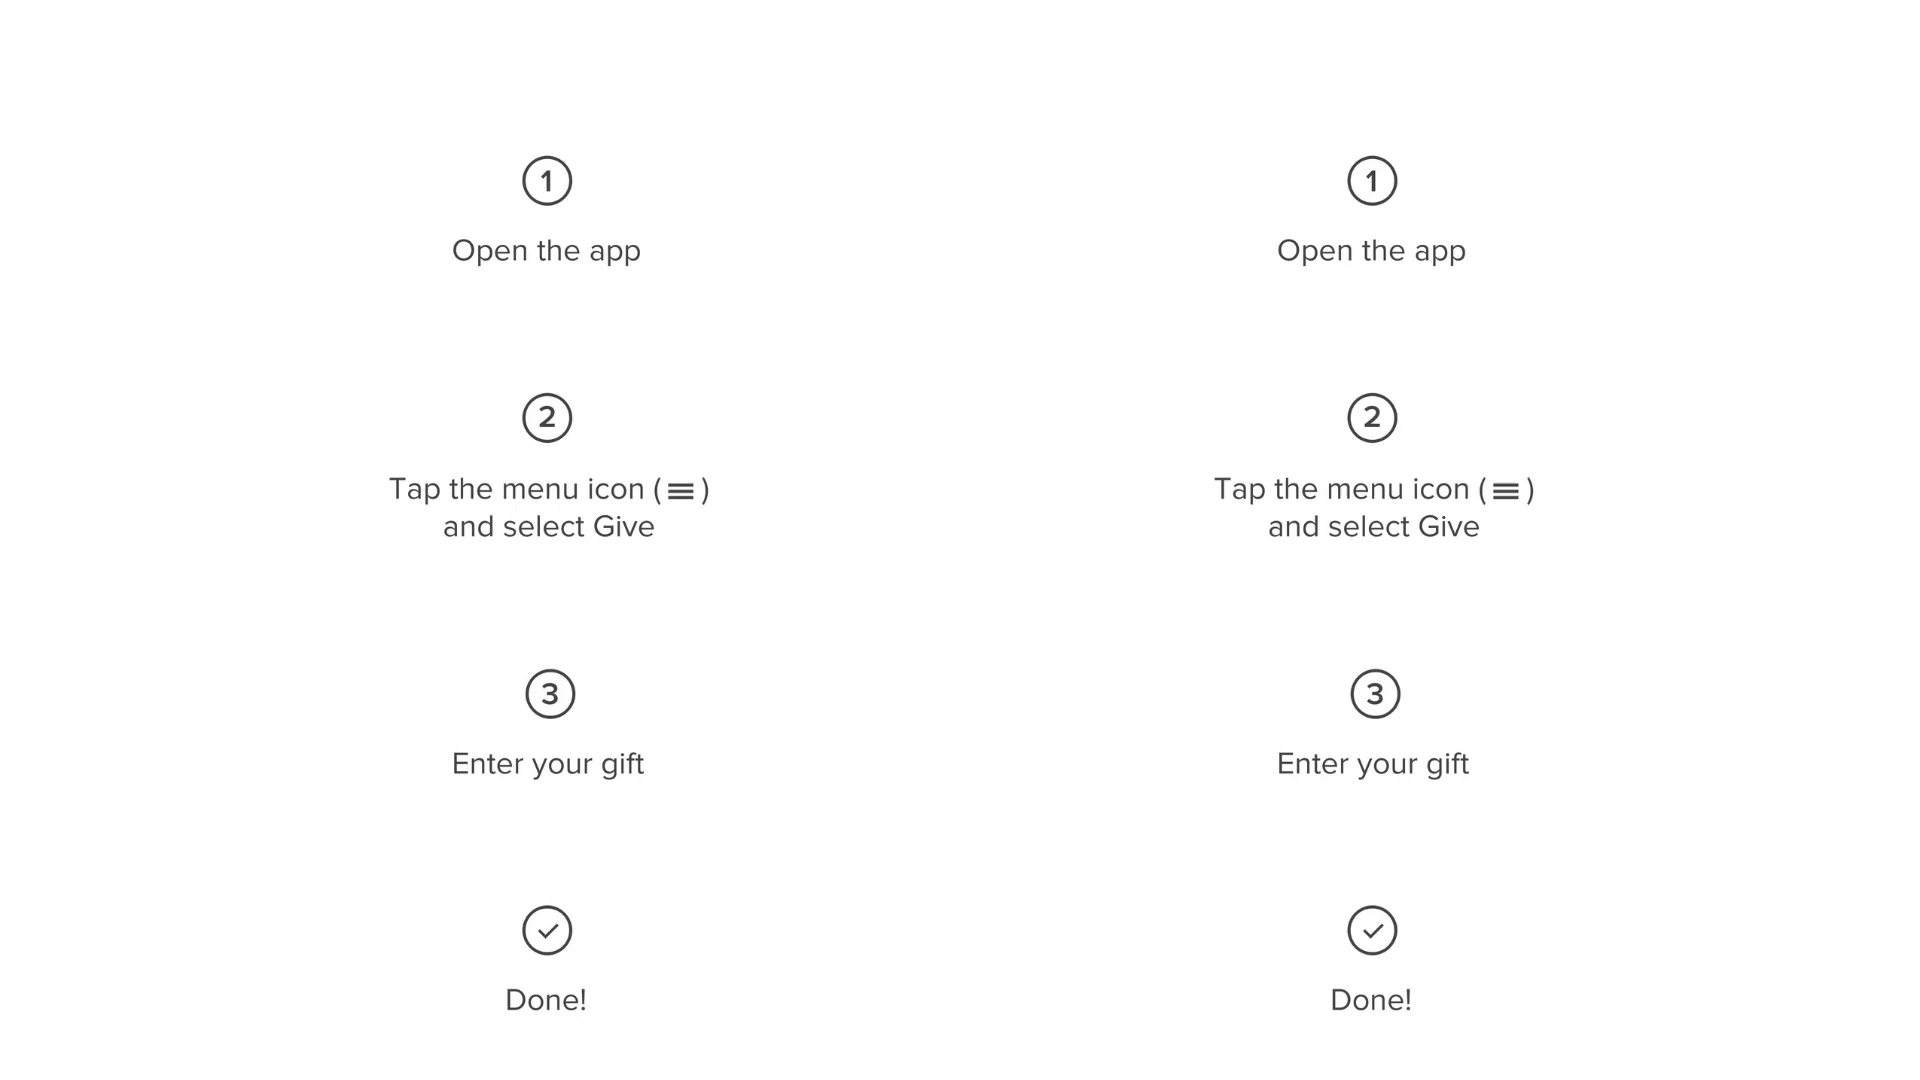 1
Open the app
2
Tap the menu icon (≡)
and select Give
3
Enter your gift
Done!
1
Open the app
2
Tap the menu icon (≡)
and select Give
3
Enter your gift
Done!